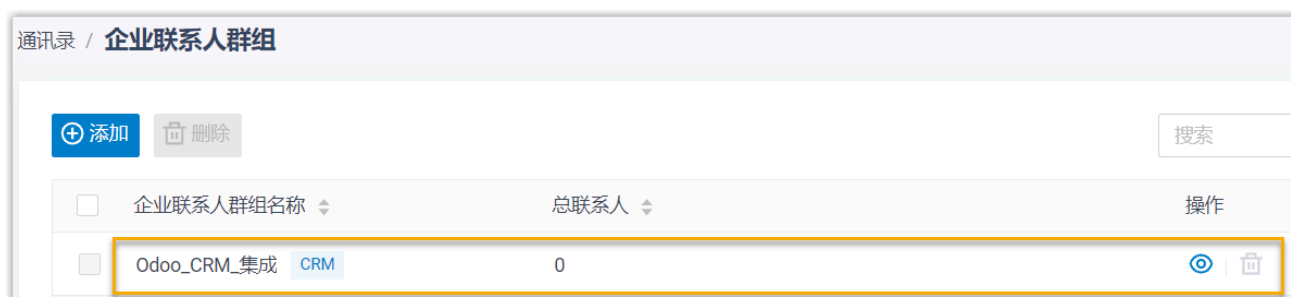 通讯录 / 企业联系人群组
添加 删除 搜索
企业联系人群组名称 总联系人 操作
Odoo_CRM_集成 CRM 0